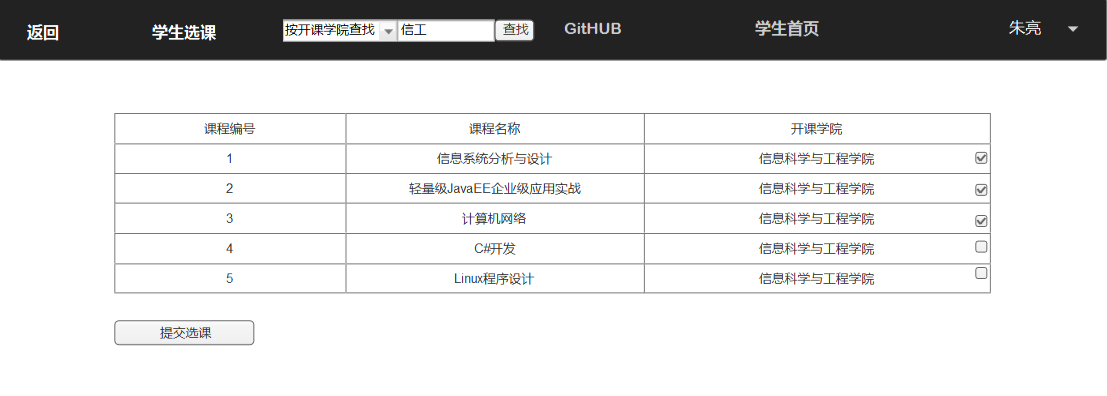 返回 学生选课 按开课学院查找 信工 查找 GitHUB 学生首页 朱亮
课程编号 课程名称 开课学院
1 信息系统分析与设计 信息科学与工程学院
2 轻量级JavaEE企业级应用实战 信息科学与工程学院
3 计算机网络 信息科学与工程学院
4 C#开发 信息科学与工程学院
5 Linux程序设计 信息科学与工程学院
提交选课